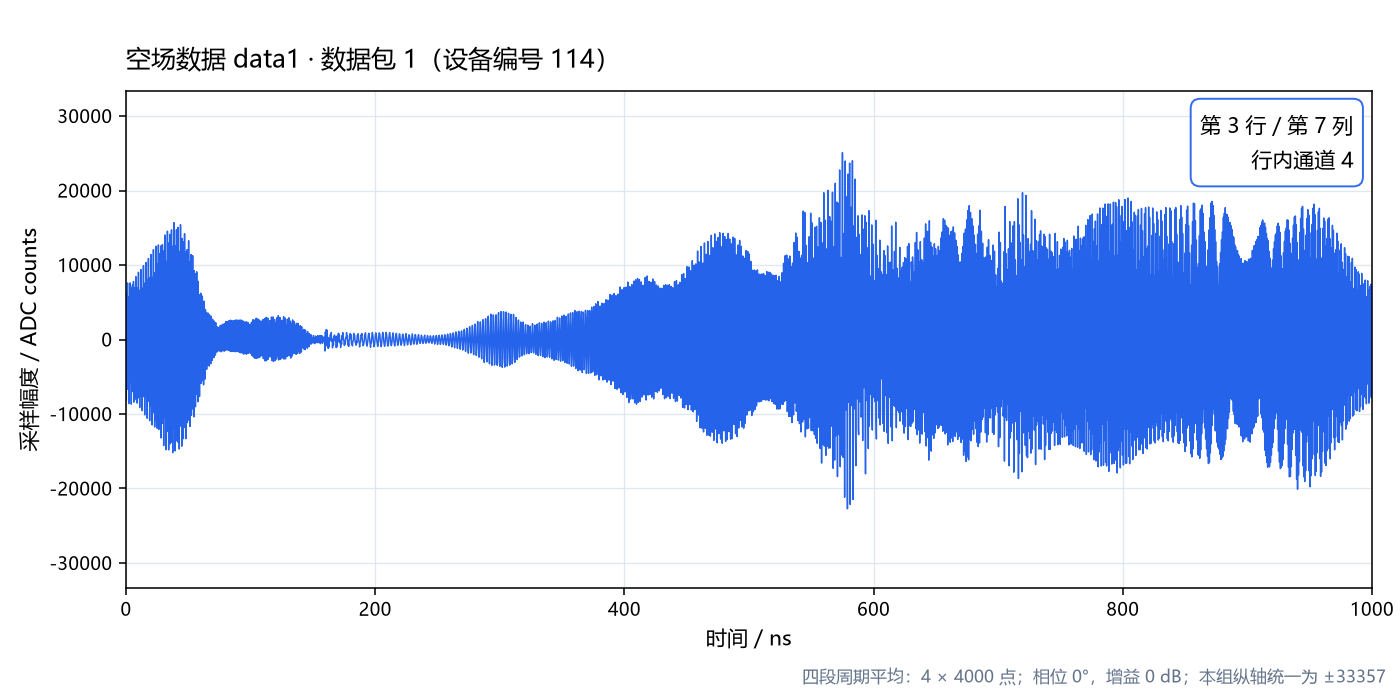 空场数据 data1 · 数据包 1（设备编号 114）
第 3 行 / 第 7 列
行内通道 4
采样幅度 / ADC counts
30000
20000
10000
0
-10000
-20000
-30000
0 200 400 600 800 1000
时间 / ns
四段周期平均：4 × 4000 点；相位 0°，增益 0 dB；本组纵轴统一为 ±33357